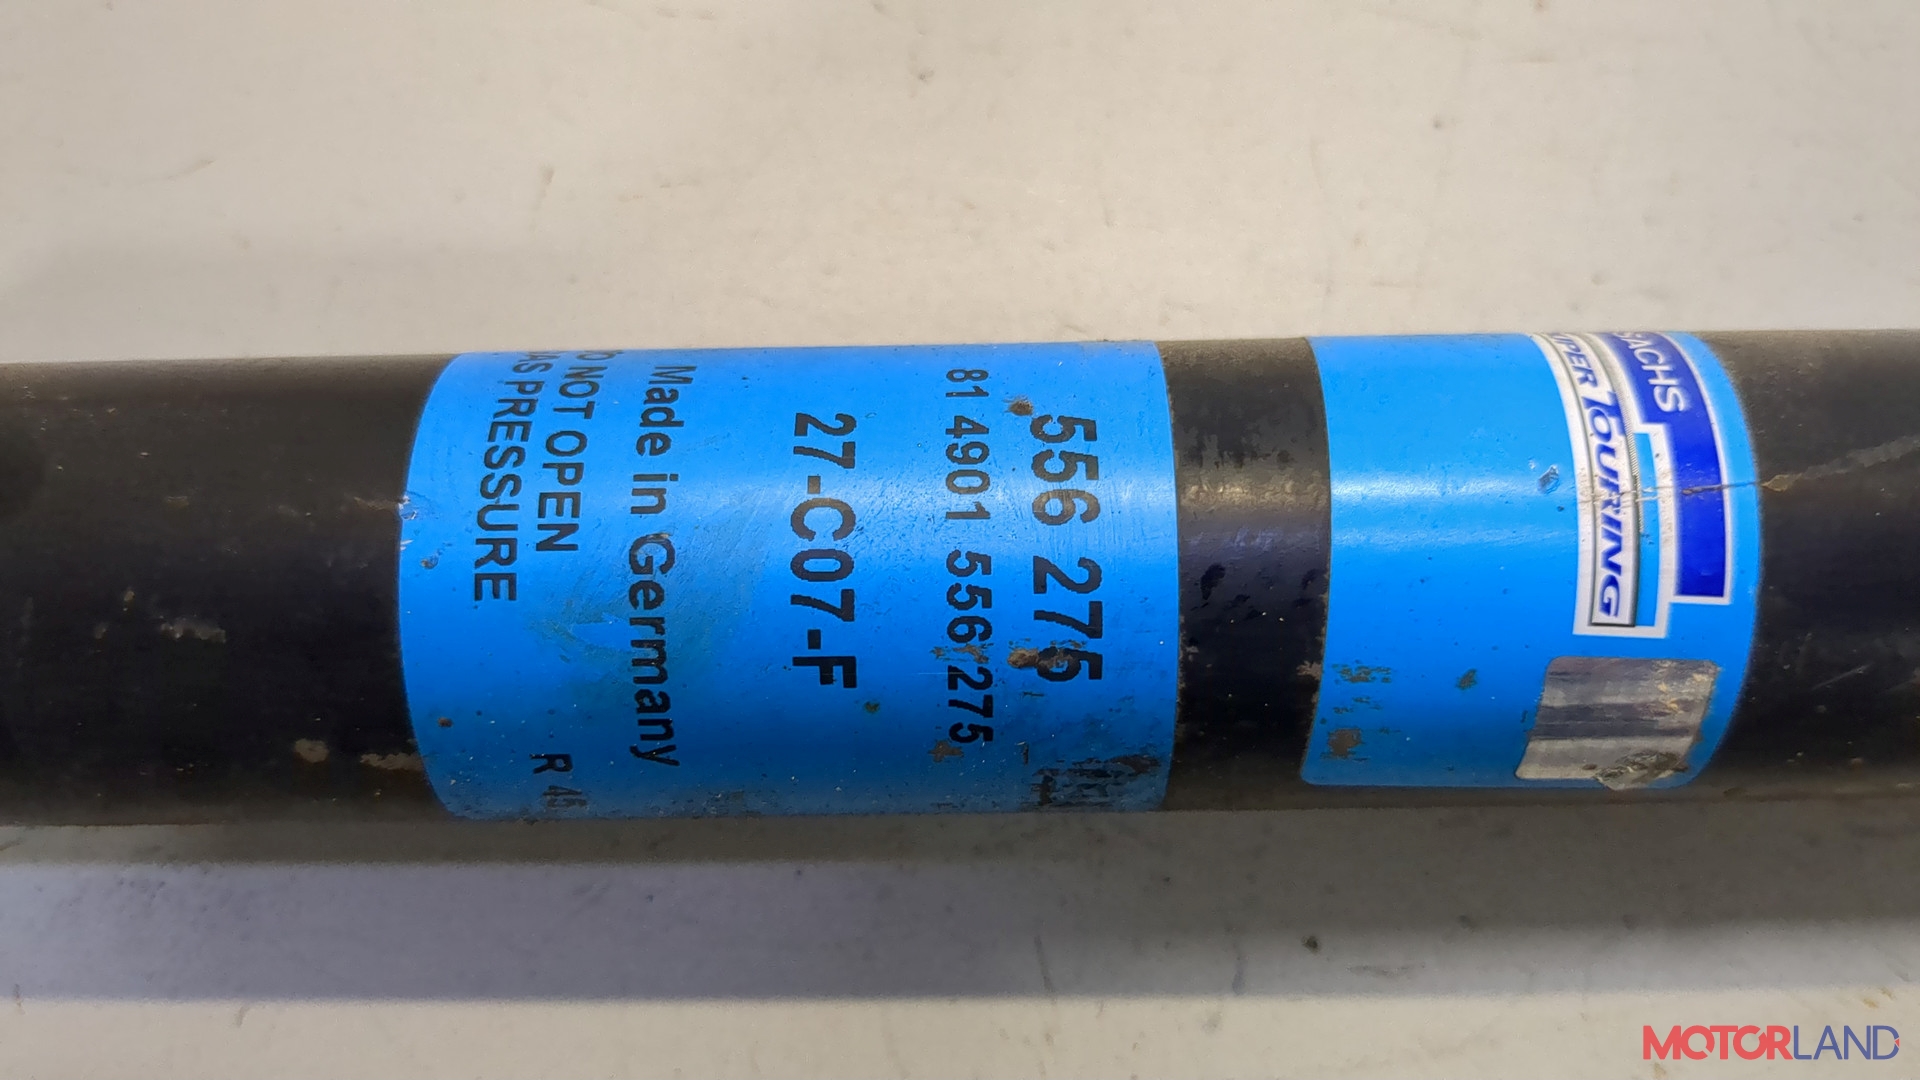 SACHS
SUPER TOURING
556 275
81 4901 556 275
27-C07-F
Made in Germany
DO NOT OPEN
GAS PRESSURE
R 45
MOTORLAND